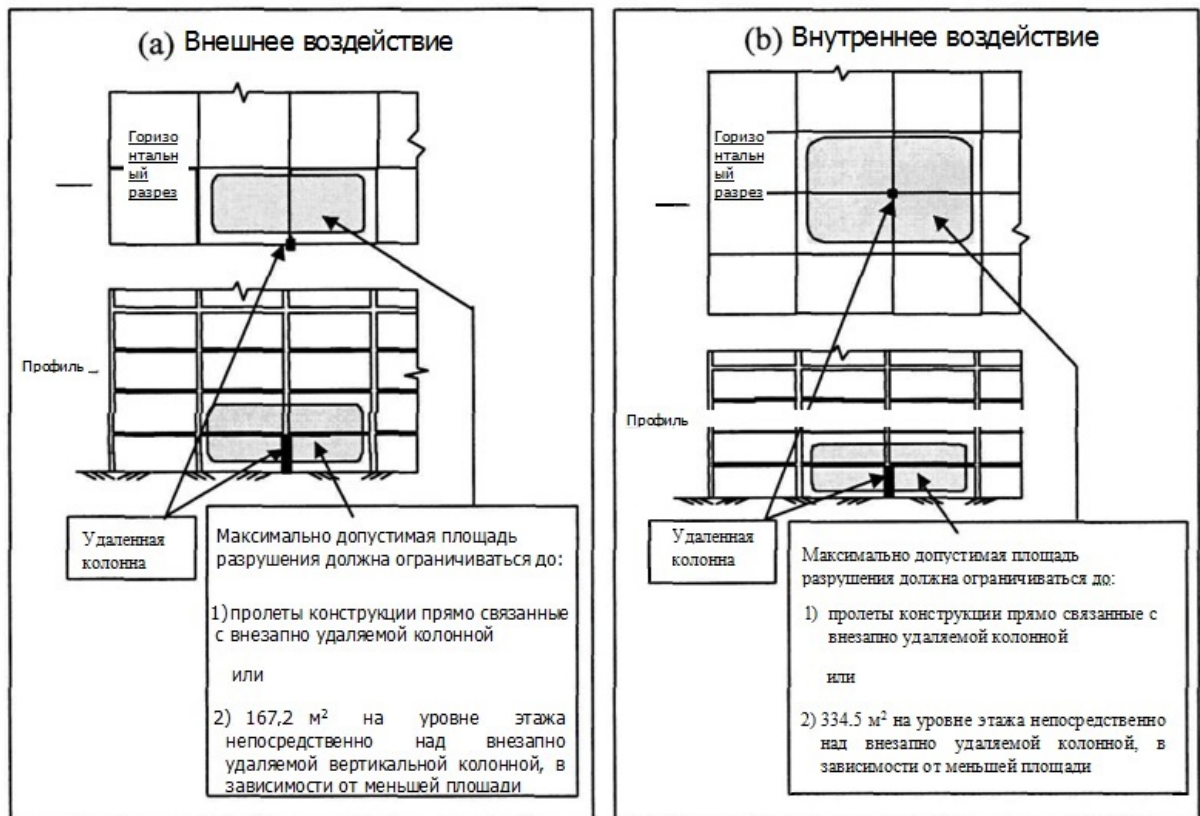 (a) Внешнее воздействие
Горизо
нтальн
ый
разрез
Профиль
Удаленная
колонна
Максимально допустимая площадь
разрушения должна ограничиваться до:
1) пролеты конструкции прямо связанные
с внезапно удаляемой колонной
или
2) 167,2 м² на уровне этажа
непосредственно над внезапно
удаляемой вертикальной колонной, в
зависимости от меньшей площади
(b) Внутреннее воздействие
Горизо
нтальн
ый
разрез
Профиль
Удаленная
колонна
Максимально допустимая площадь
разрушения должна ограничиваться до:
1) пролеты конструкции прямо связанные с
внезапно удаляемой колонной
или
2) 334.5 м² на уровне этажа непосредственно
над внезапно удаляемой колонной, в
зависимости от меньшей площади